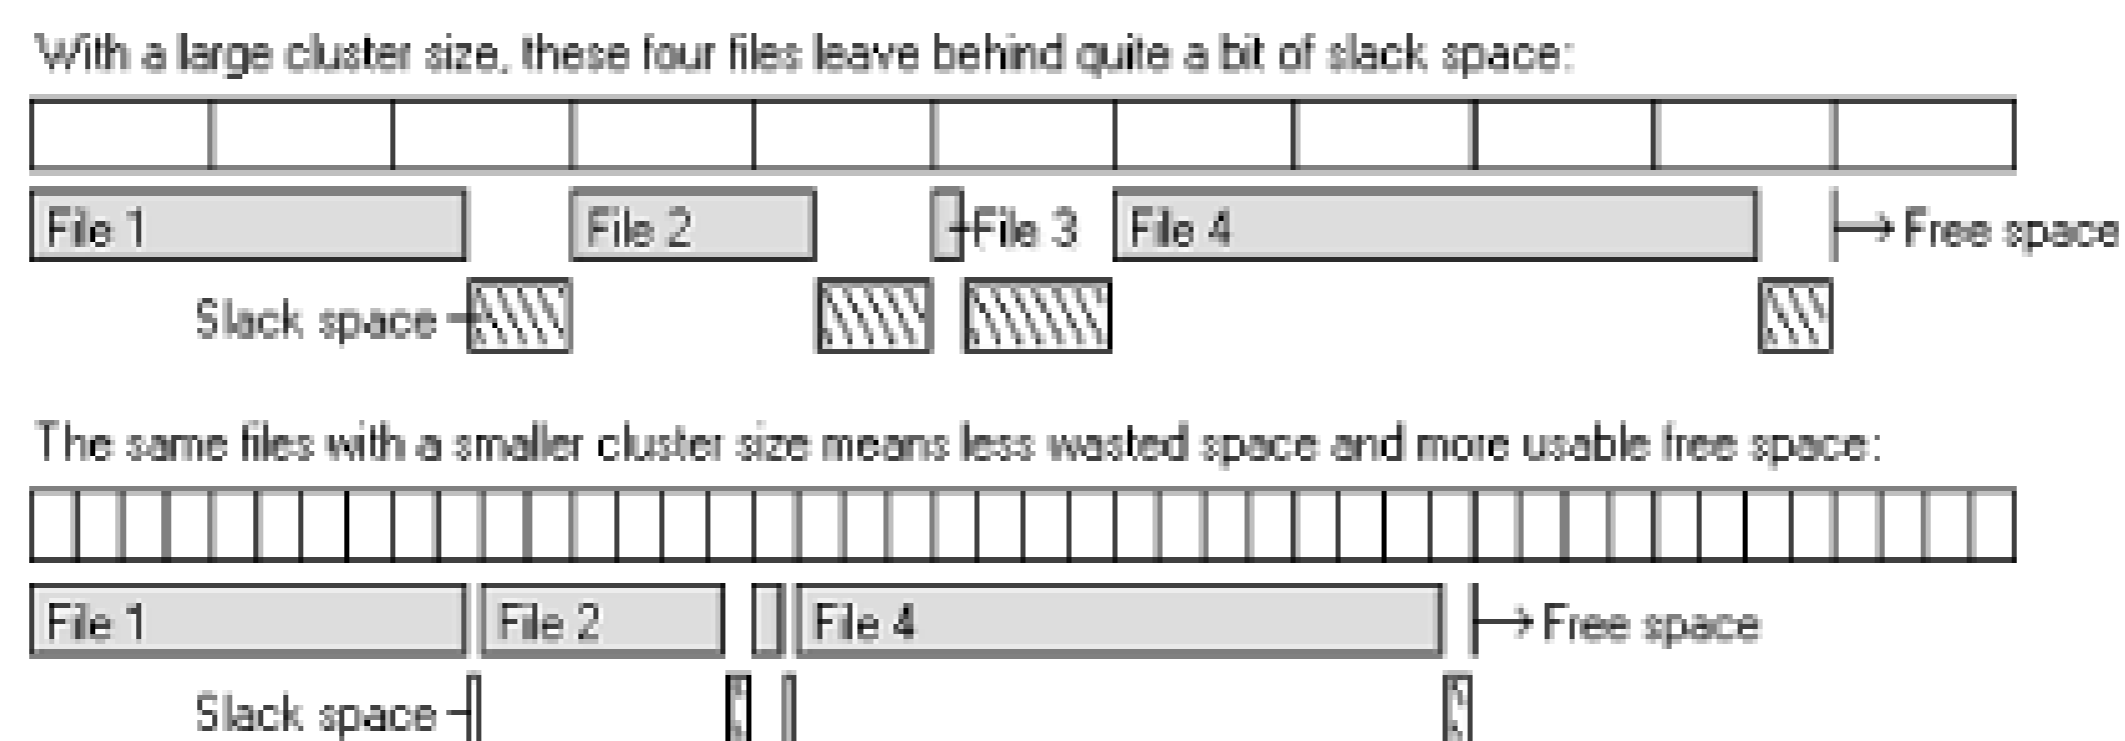 With a large cluster size, these four files leave behind quite a bit of slack space:
File 1
File 2
File 3
File 4
Free space
Slack space
The same files with a smaller cluster size means less wasted space and more usable free space:
File 1
File 2
File 4
Free space
Slack space